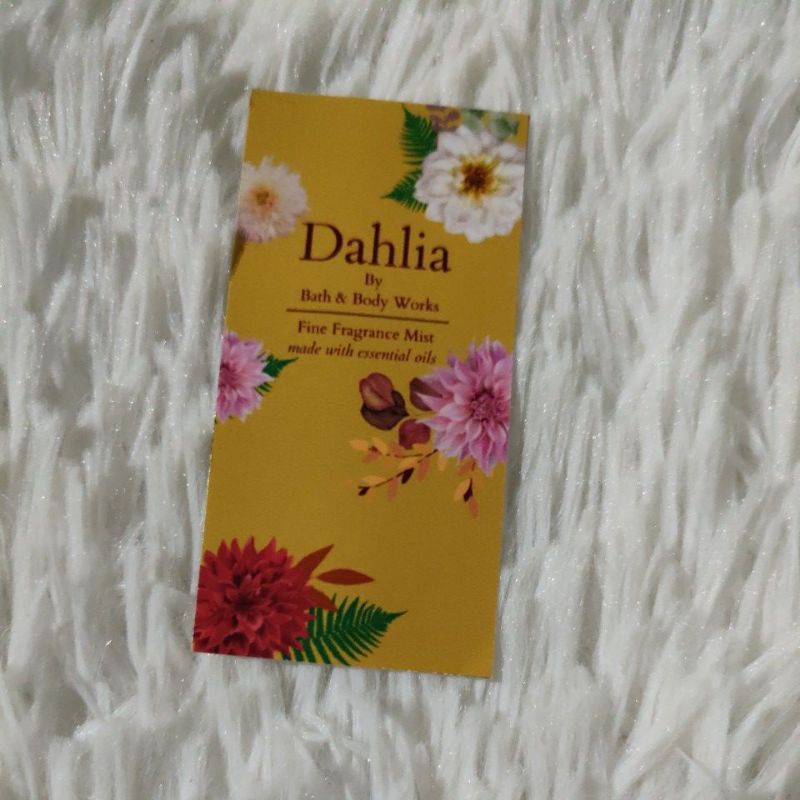 Dahlia
By
Bath & Body Works
Fine Fragrance Mist
made with essential oils